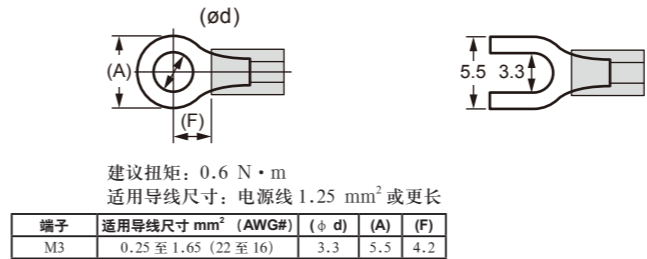 (ød)
(A)
(F)
5.5 3.3
建议扭矩：0.6 N·m
适用导线尺寸：电源线 1.25 mm² 或更长
端子 适用导线尺寸 mm² （AWG#） (φ d) (A) (F)
M3 0.25 至 1.65 (22 至 16) 3.3 5.5 4.2